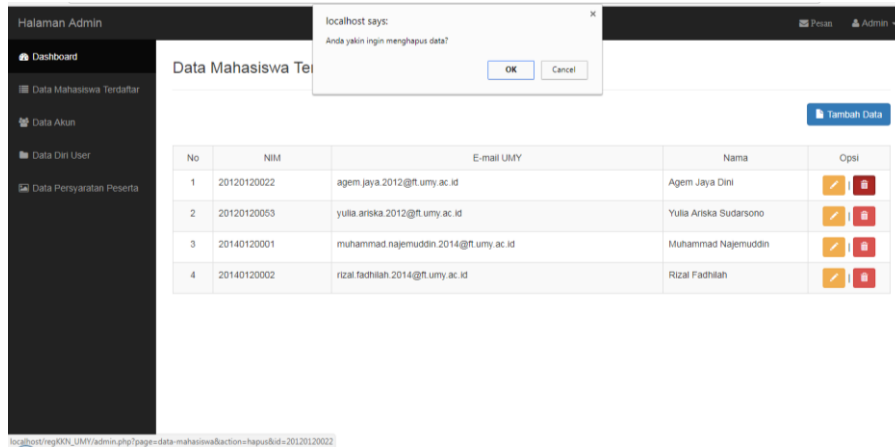 Halaman Admin
localhost says:
Anda yakin ingin menghapus data?
OK
Cancel
Pesan
Admin
Dashboard
Data Mahasiswa Terdaftar
Data Akun
Data Diri User
Data Persyaratan Peserta
Data Mahasiswa Ter
Tambah Data
No NIM E-mail UMY Nama Opsi
1 20120120022 agem.jaya.2012@ft.umy.ac.id Agem Jaya Dini |
2 20120120053 yulia.ariska.2012@ft.umy.ac.id Yulia Ariska Sudarsono |
3 20140120001 muhammad.najemuddin.2014@ft.umy.ac.id Muhammad Najemuddin |
4 20140120002 rizal.fadhilah.2014@ft.umy.ac.id Rizal Fadhilah |
localhost/regKKN_UMY/admin.php?page=data-mahasiswa&action=hapus&id=20120120022